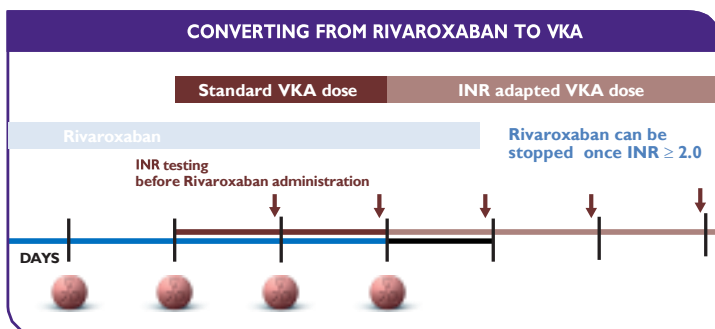 CONVERTING FROM RIVAROXABAN TO VKA
Standard VKA dose
INR adapted VKA dose
Rivaroxaban
Rivaroxaban can be
stopped once INR ≥ 2.0
INR testing
before Rivaroxaban administration
DAYS